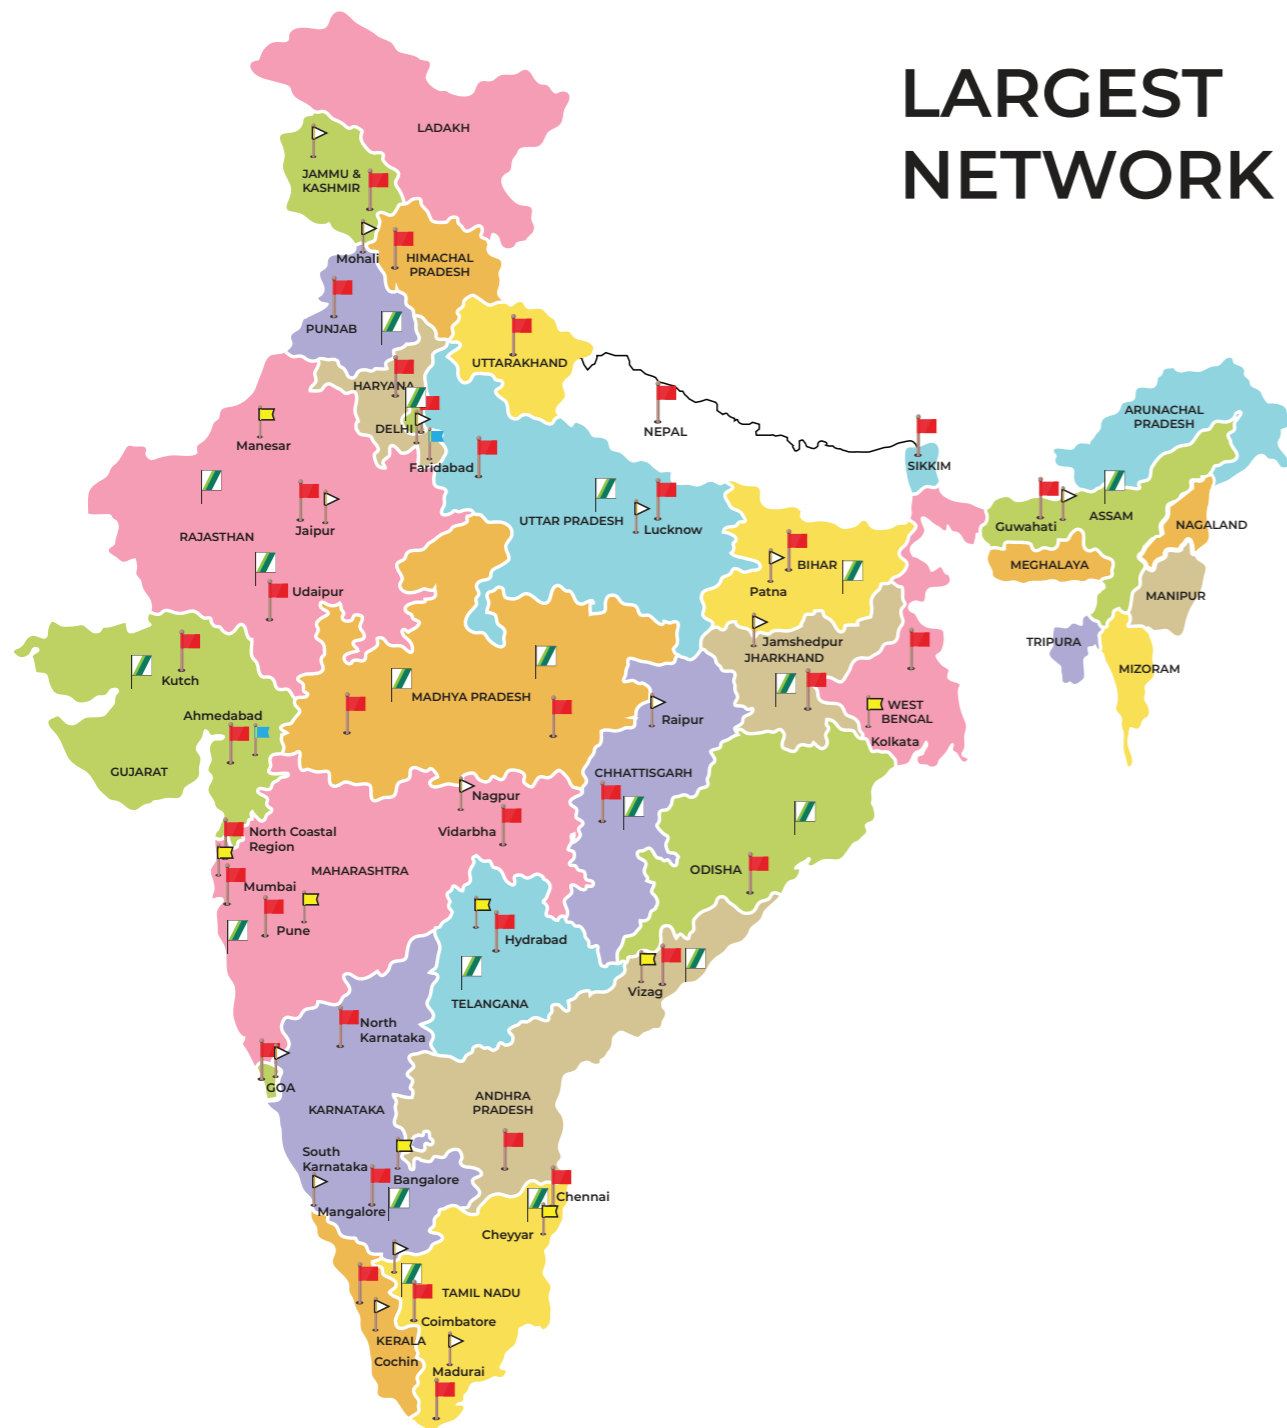 LARGEST
NETWORK
LADAKH
JAMMU &
KASHMIR
Mohali
HIMACHAL
PRADESH
PUNJAB
UTTARAKHAND
HARYANA
DELHI
Faridabad
NEPAL
SIKKIM
ARUNACHAL
PRADESH
Manesar
RAJASTHAN
Jaipur
Udaipur
UTTAR PRADESH
Lucknow
BIHAR
Patna
Guwahati
ASSAM
NAGALAND
MEGHALAYA
MANIPUR
TRIPURA
MIZORAM
Jamshedpur
JHARKHAND
Kutch
Ahmedabad
GUJARAT
MADHYA PRADESH
Raipur
WEST
BENGAL
Kolkata
CHHATTISGARH
Nagpur
Vidarbha
North Coastal
Region
MAHARASHTRA
Mumbai
Pune
ODISHA
Hydrabad
TELANGANA
Vizag
North
Karnataka
GOA
KARNATAKA
ANDHRA
PRADESH
South
Karnataka
Bangalore
Mangalore
Chennai
Cheyyar
TAMIL NADU
Coimbatore
KERALA
Cochin
Madurai